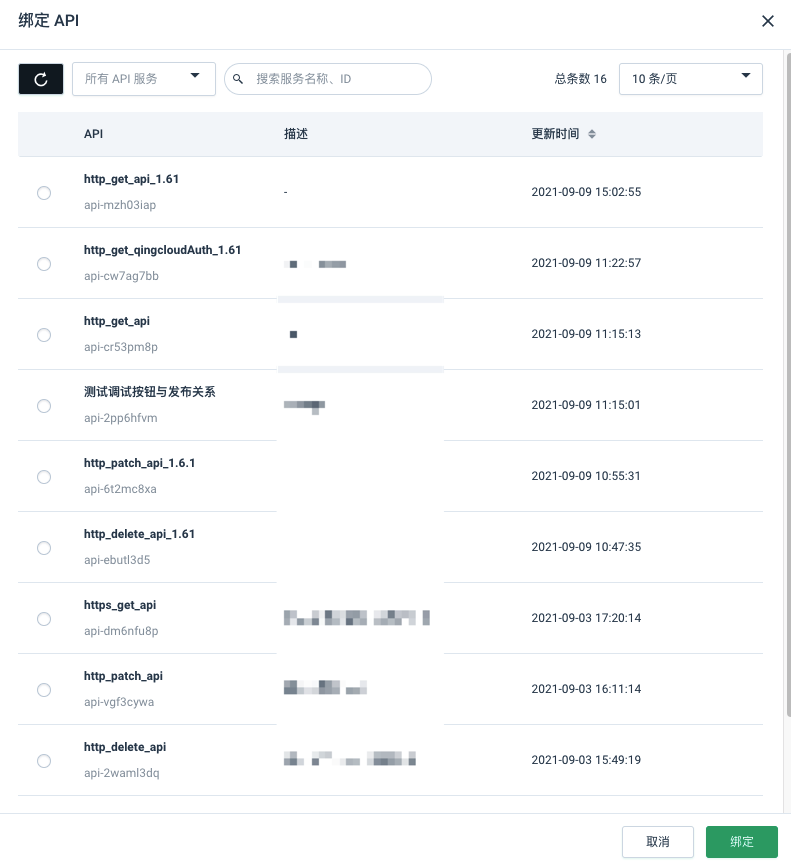 绑定 API
所有 API 服务
搜索服务名称、ID
总条数 16
10 条/页
API 描述 更新时间
http_get_api_1.61
api-mzh03iap
-
2021-09-09 15:02:55
http_get_qingcloudAuth_1.61
api-cw7ag7bb
2021-09-09 11:22:57
http_get_api
api-cr53pm8p
2021-09-09 11:15:13
测试调试按钮与发布关系
api-2pp6hfvm
2021-09-09 11:15:01
http_patch_api_1.6.1
api-6t2mc8xa
2021-09-09 10:55:31
http_delete_api_1.61
api-ebutl3d5
2021-09-09 10:47:35
https_get_api
api-dm6nfu8p
2021-09-03 17:20:14
http_patch_api
api-vgf3cywa
2021-09-03 16:11:14
http_delete_api
api-2waml3dq
2021-09-03 15:49:19
取消
绑定